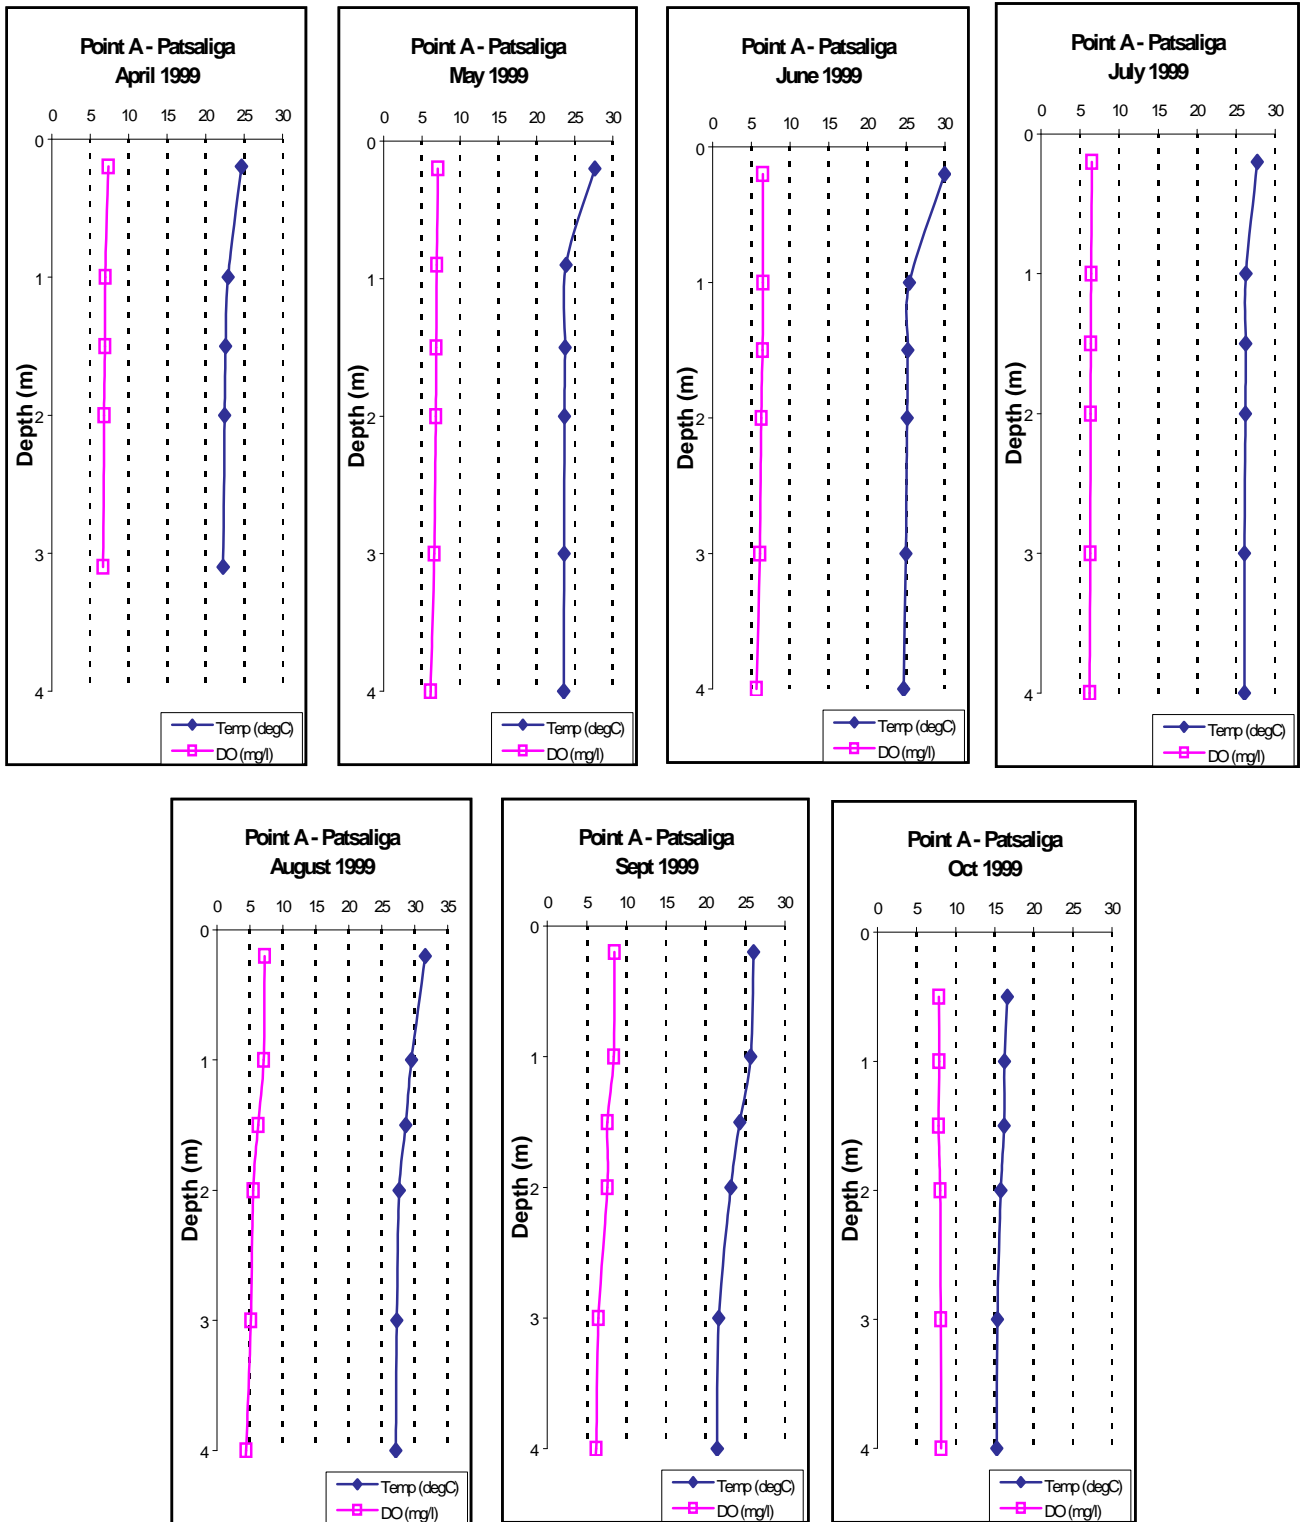 Point A - Patsaliga
April 1999
0 5 10 15 20 25 30
0
1
2
3
4
Depth (m)
Temp (degC)
DO (mg/l)
Point A - Patsaliga
May 1999
0 5 10 15 20 25 30
0
1
2
3
4
Depth (m)
Temp (degC)
DO (mg/l)
Point A - Patsaliga
June 1999
0 5 10 15 20 25 30
0
1
2
3
4
Depth (m)
Temp (degC)
DO (mg/l)
Point A - Patsaliga
July 1999
0 5 10 15 20 25 30
0
1
2
3
4
Depth (m)
Temp (degC)
DO (mg/l)
Point A - Patsaliga
August 1999
0 5 10 15 20 25 30 35
0
1
2
3
4
Depth (m)
Temp (degC)
DO (mg/l)
Point A - Patsaliga
Sept 1999
0 5 10 15 20 25 30
0
1
2
3
4
Depth (m)
Temp (degC)
DO (mg/l)
Point A - Patsaliga
Oct 1999
0 5 10 15 20 25 30
0
1
2
3
4
Depth (m)
Temp (degC)
DO (mg/l)